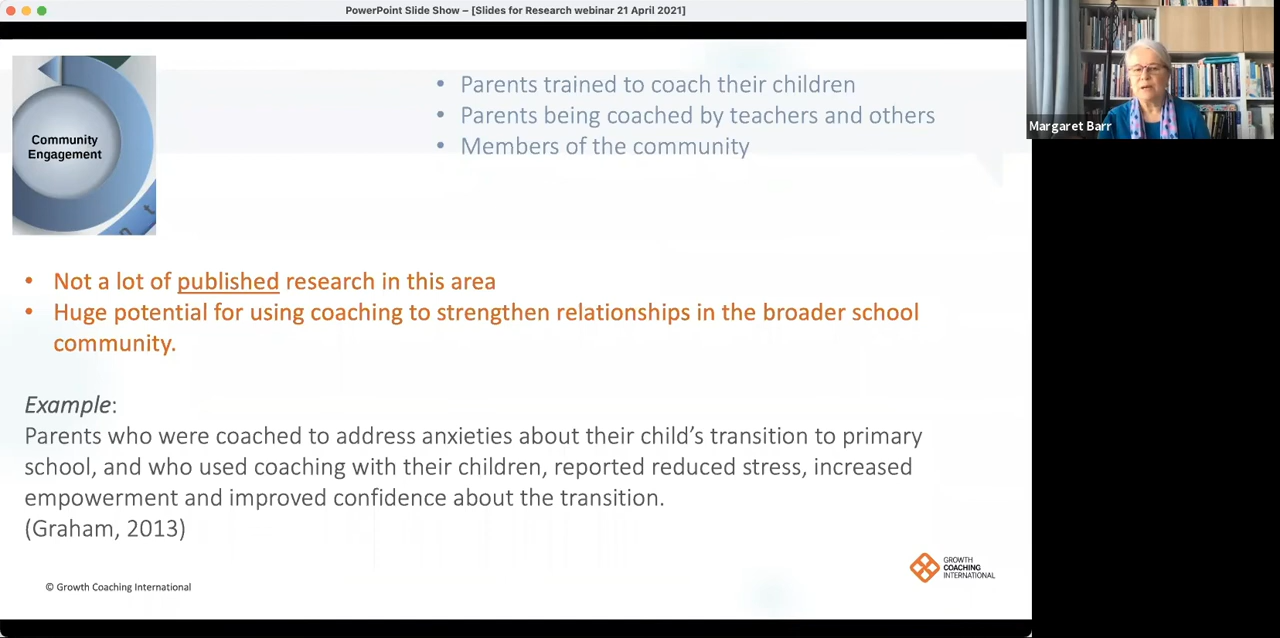 PowerPoint Slide Show – [Slides for Research webinar 21 April 2021]
Community
Engagement
• Parents trained to coach their children
• Parents being coached by teachers and others
• Members of the community
Margaret Barr
• Not a lot of published research in this area
• Huge potential for using coaching to strengthen relationships in the broader school
community.
Example:
Parents who were coached to address anxieties about their child’s transition to primary
school, and who used coaching with their children, reported reduced stress, increased
empowerment and improved confidence about the transition.
(Graham, 2013)
GROWTH
COACHING
INTERNATIONAL
© Growth Coaching International